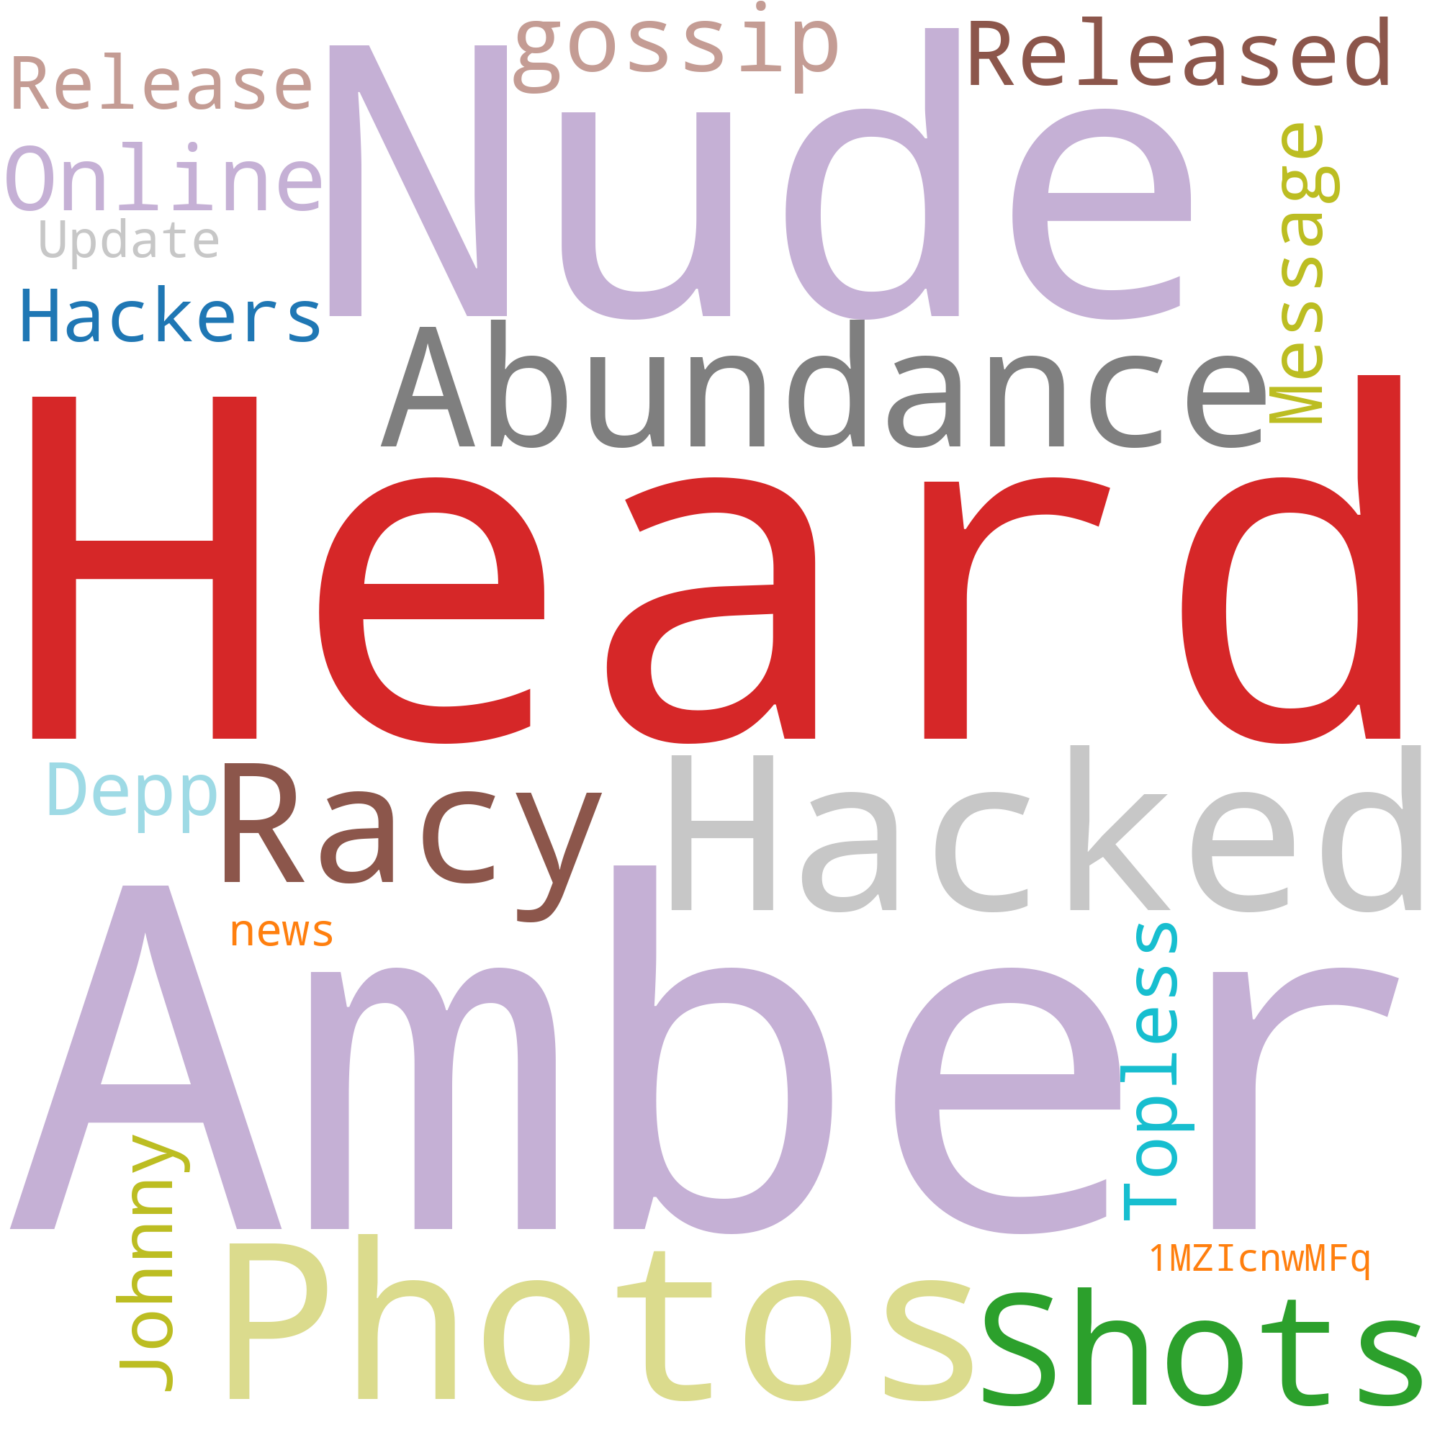 gossip
Released
Release
Nude
Online
Message
Update
Hackers
Abundance
Heard
Depp
Racy
Hacked
Amber
news
Topless
Johnny
Photos
1MZIcnwMFq
Shots